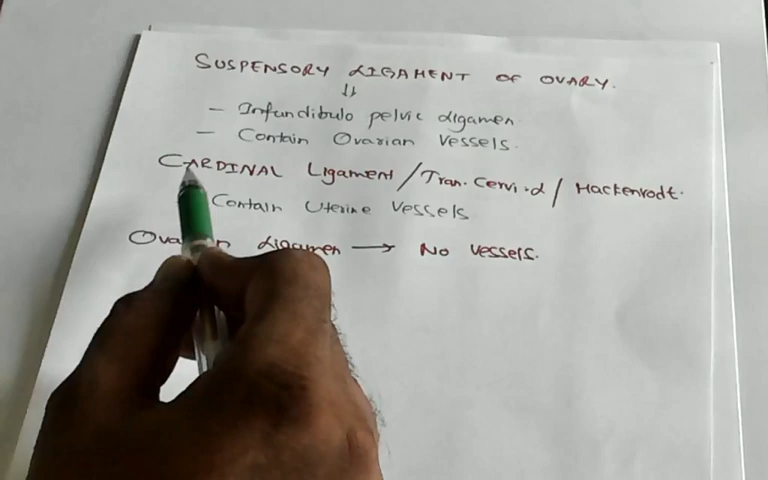 SUSPENSORY LIGAMENT OF OVARY.
- Infundibulo pelvic ligamen
- Contain Ovarian Vessels.
CARDINAL Ligament / Tran. Cervi / Mackenrodt.
Contain Uterine Vessels
Ligamen → No Vessels.